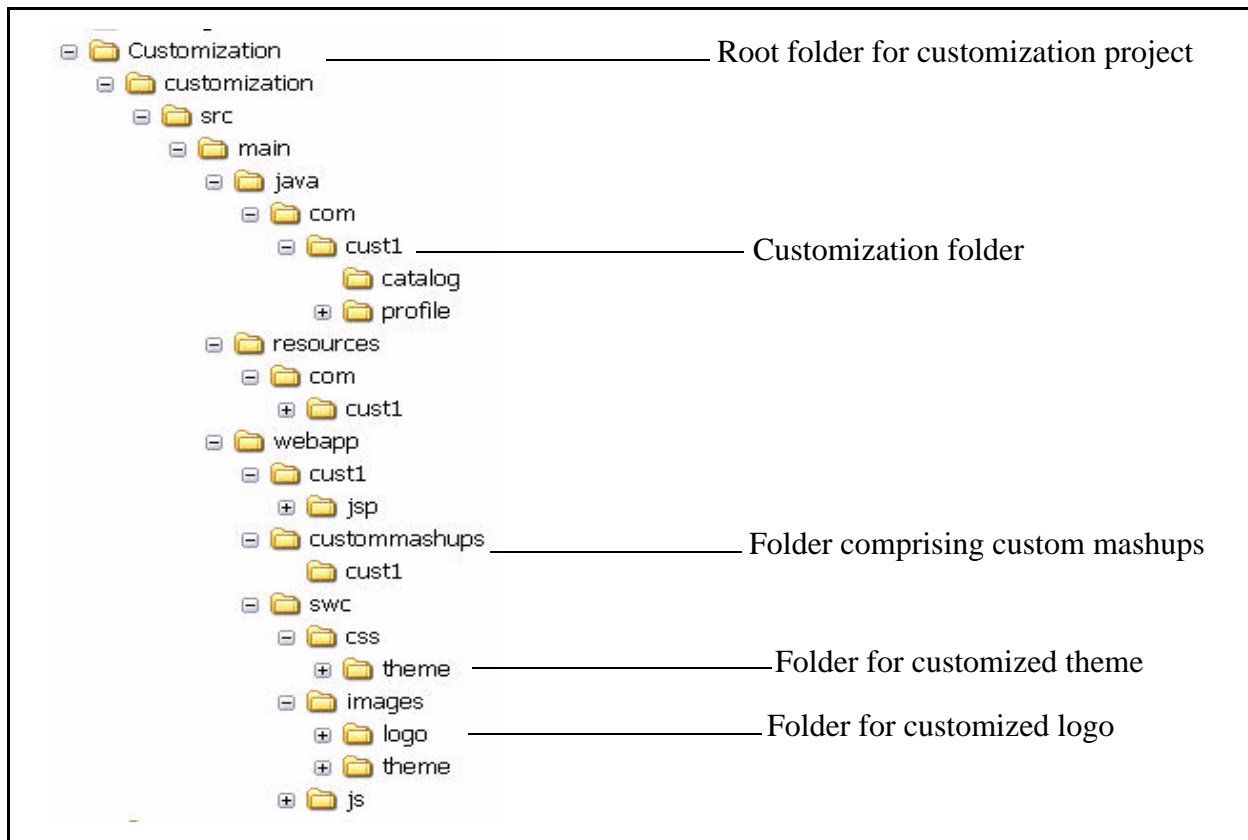 Customization Root folder for customization project
customization
src
main
java
com
cust1 Customization folder
catalog
profile
resources
com
cust1
webapp
cust1
jsp
custommashups Folder comprising custom mashups
cust1
swc
css
theme Folder for customized theme
images
logo Folder for customized logo
theme
js